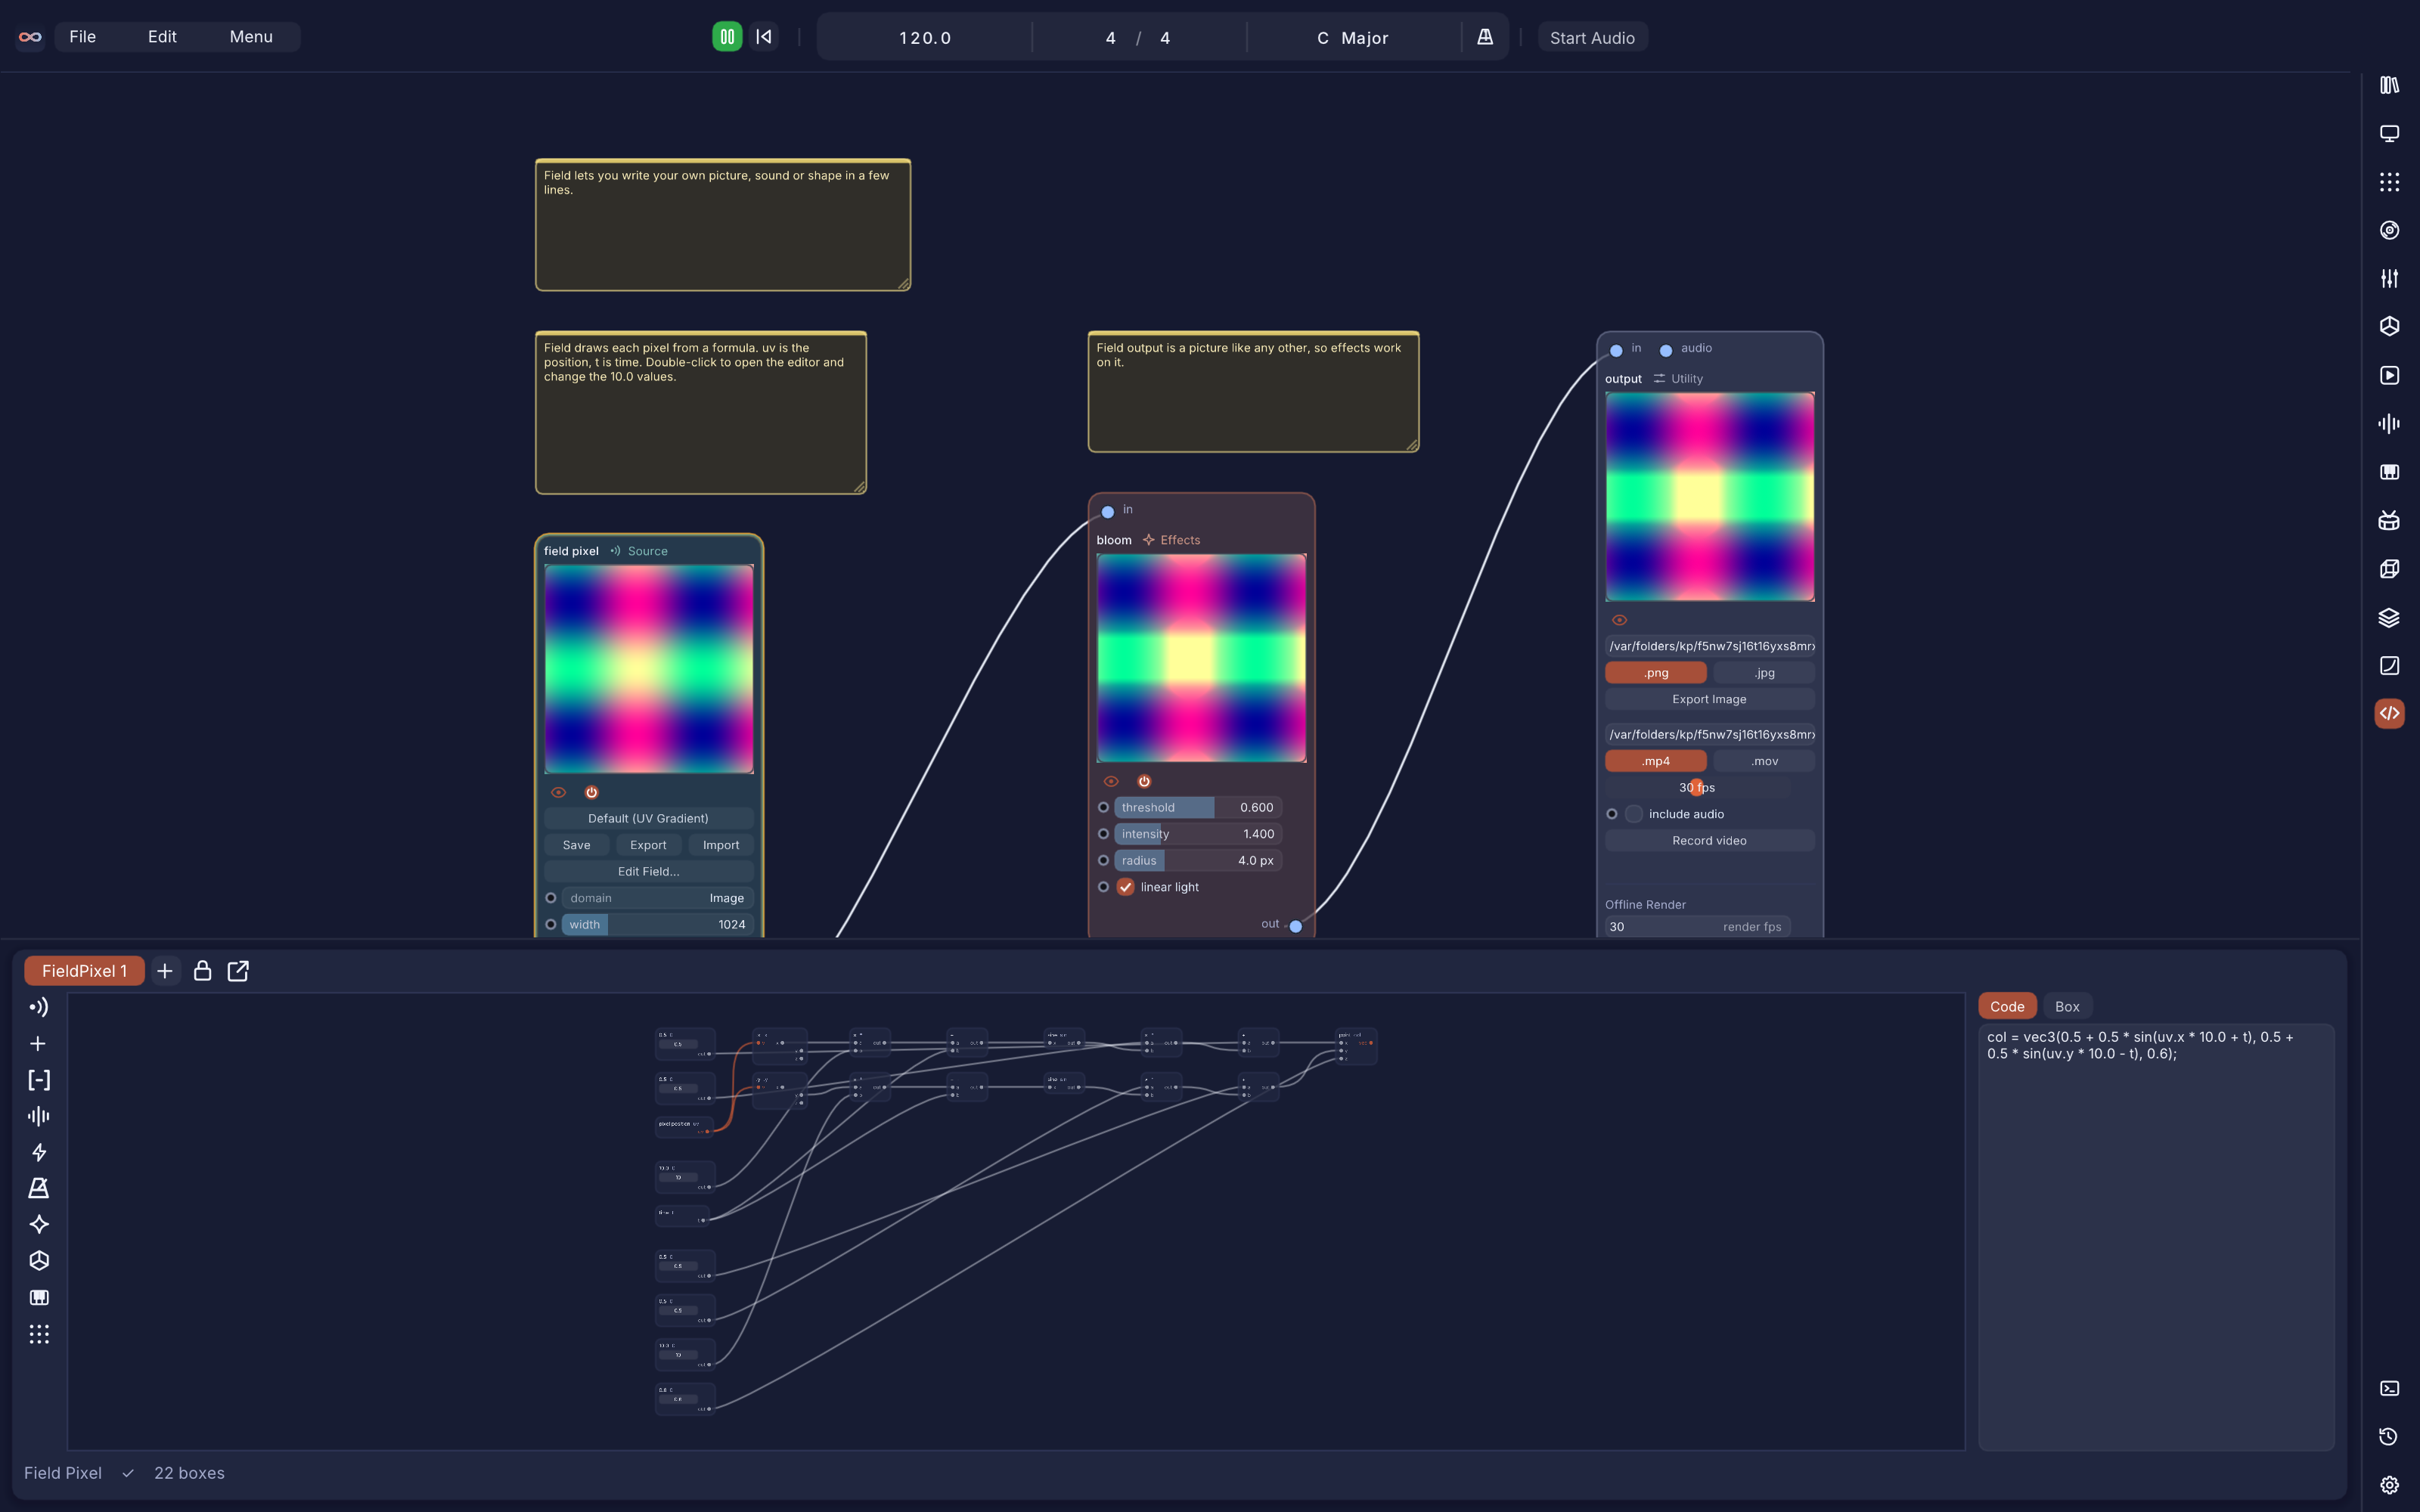 File Edit Menu
120.0 4 / 4 C Major Start Audio
Field lets you write your own picture, sound or shape in a few
lines.
Field draws each pixel from a formula. uv is the
position, t is time. Double-click to open the editor and
change the 10.0 values.
Field output is a picture like any other, so effects work
on it.
in audio
output Utility
/var/folders/kp/f5nw7sj16t16yxs8mrx
.png .jpg
Export Image
/var/folders/kp/f5nw7sj16t16yxs8mrx
.mp4 .mov
30 fps
include audio
Record video
Offline Render
30 render fps
in
bloom Effects
threshold 0.600
intensity 1.400
radius 4.0 px
linear light
out
field pixel Source
Default (UV Gradient)
Save Export Import
Edit Field...
domain Image
width 1024
FieldPixel 1
Code Box
col = vec3(0.5 + 0.5 * sin(uv.x * 10.0 + t), 0.5 +
0.5 * sin(uv.y * 10.0 - t), 0.6);
Field Pixel 22 boxes